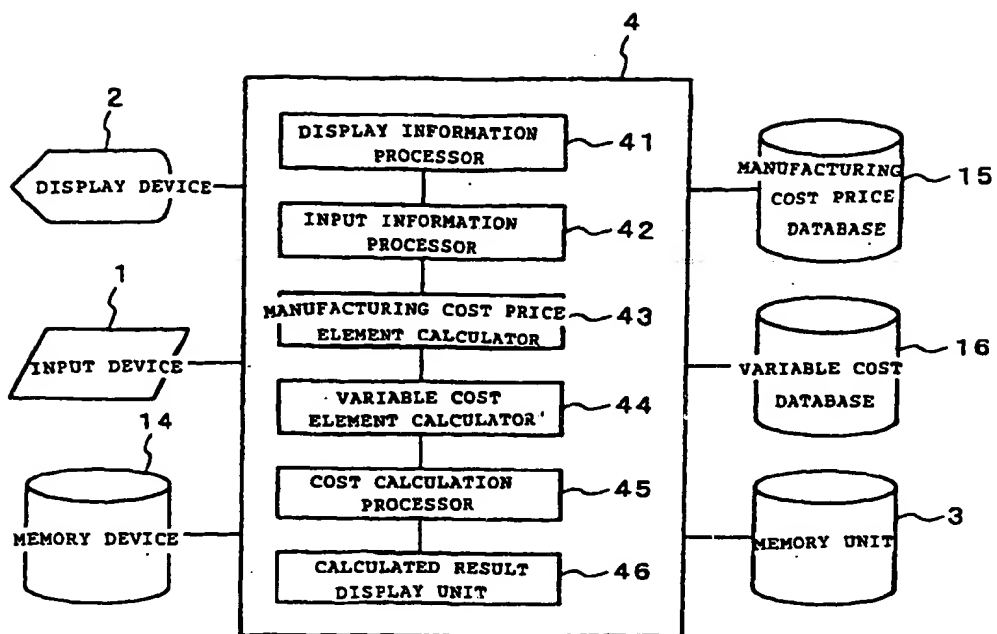 4
2
DISPLAY DEVICE
1
INPUT DEVICE
14
MEMORY DEVICE
DISPLAY INFORMATION
PROCESSOR
41
INPUT INFORMATION
PROCESSOR
42
MANUFACTURING COST PRICE
ELEMENT CALCULATOR
43
VARIABLE COST
ELEMENT CALCULATOR
44
COST CALCULATION
PROCESSOR
45
CALCULATED RESULT
DISPLAY UNIT
46
MANUFACTURING
COST PRICE
DATABASE
15
VARIABLE COST
DATABASE
16
MEMORY UNIT
3